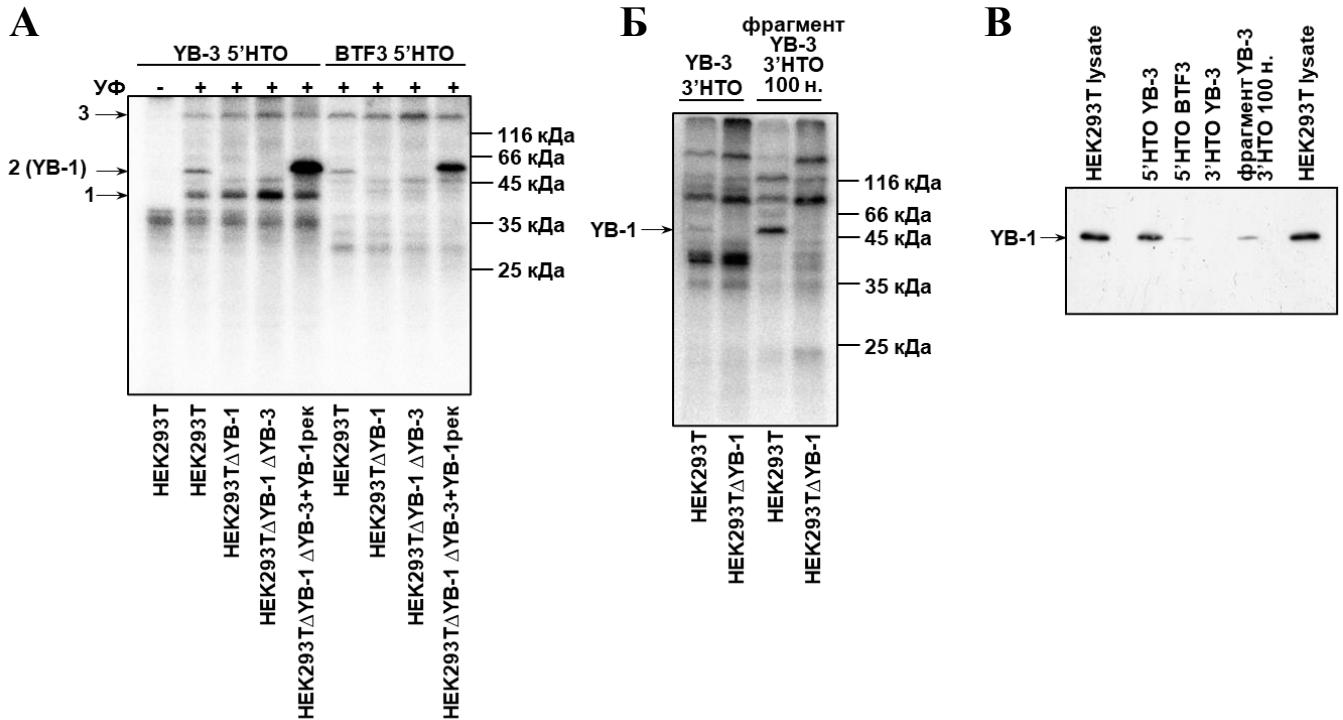 А
YB-3 5’НТО
BTF3 5’НТО
УФ - + + + + + + + +
3
2 (YB-1)
1
116 кДа
66 кДа
45 кДа
35 кДа
25 кДа
HEK293T
HEK293T
HEK293TΔYB-1
HEK293TΔYB-1 ΔYB-3
HEK293TΔYB-1 ΔYB-3+YB-1рек
HEK293T
HEK293TΔYB-1
HEK293TΔYB-1 ΔYB-3
HEK293TΔYB-1 ΔYB-3+YB-1рек
Б
YB-3
3’НТО
фрагмент
YB-3
3’НТО
100 н.
YB-1
116 кДа
66 кДа
45 кДа
35 кДа
25 кДа
HEK293T
HEK293TΔYB-1
HEK293T
HEK293TΔYB-1
В
HEK293T lysate
5’НТО YB-3
5’НТО BTF3
3’НТО YB-3
фрагмент YB-3
3’НТО 100 н.
HEK293T lysate
YB-1